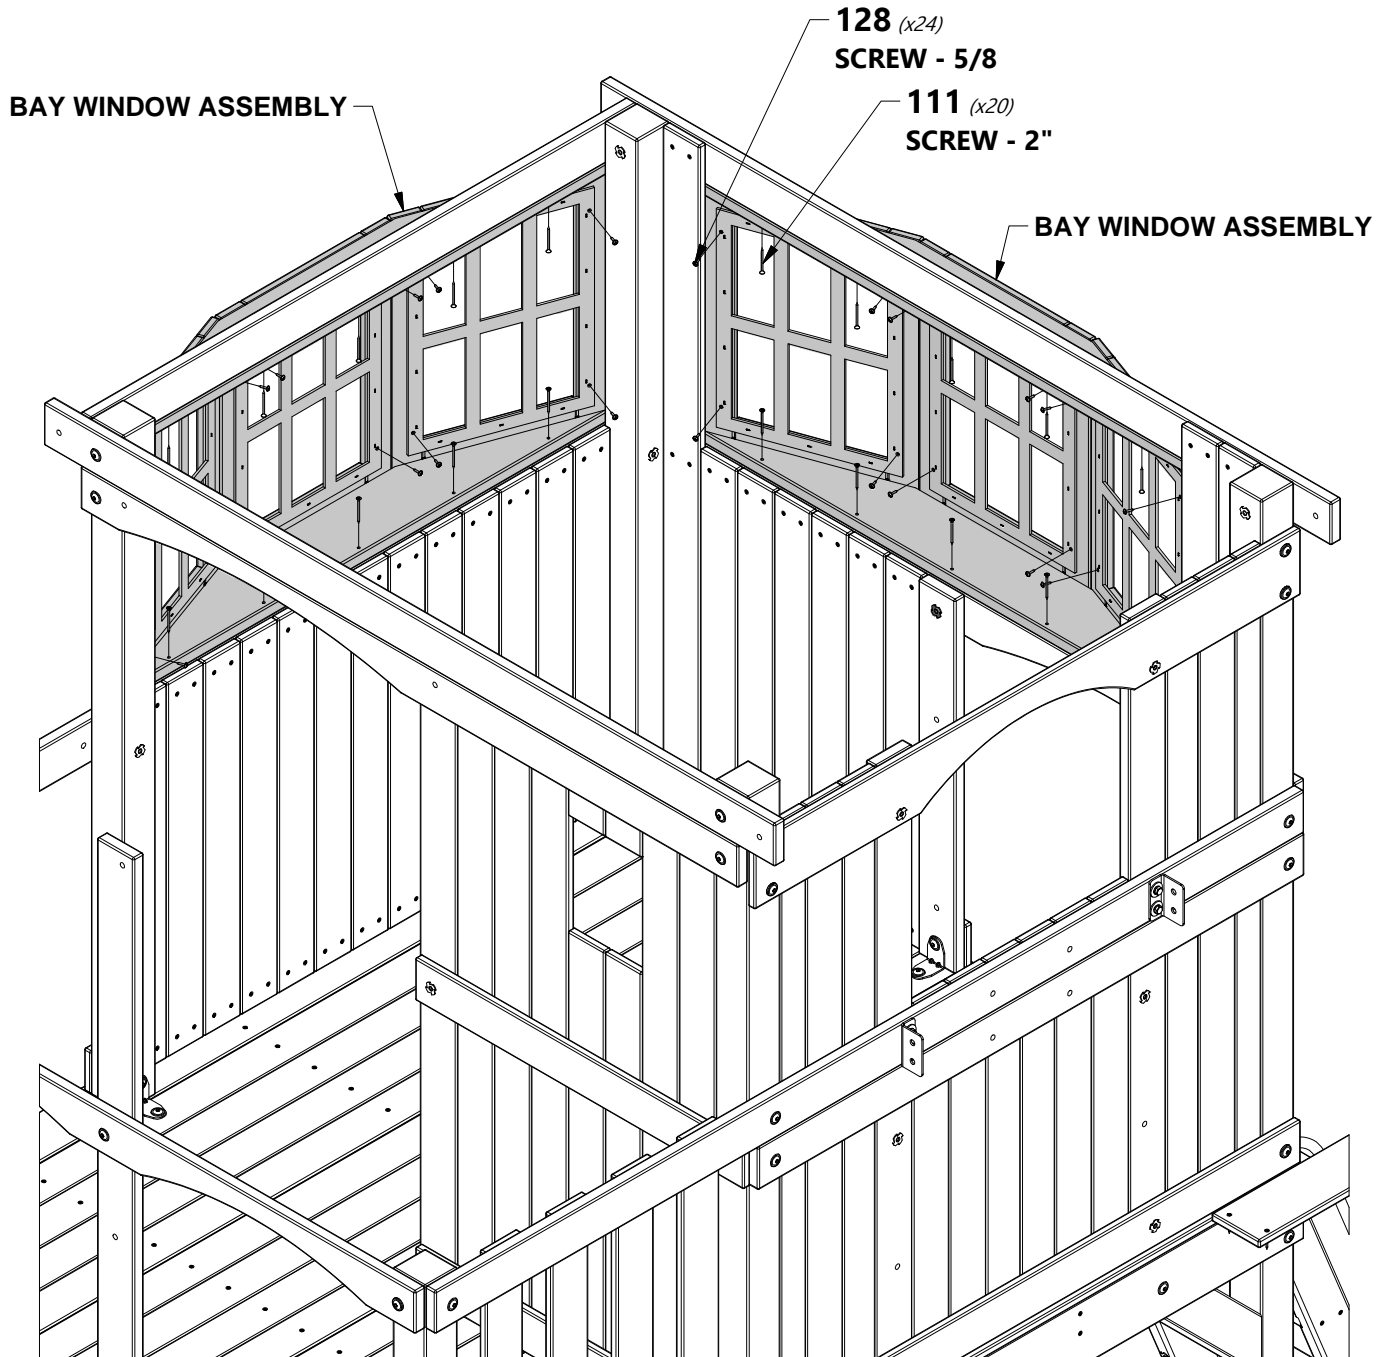 128 (x24)
SCREW - 5/8
BAY WINDOW ASSEMBLY
111 (x20)
SCREW - 2"
BAY WINDOW ASSEMBLY